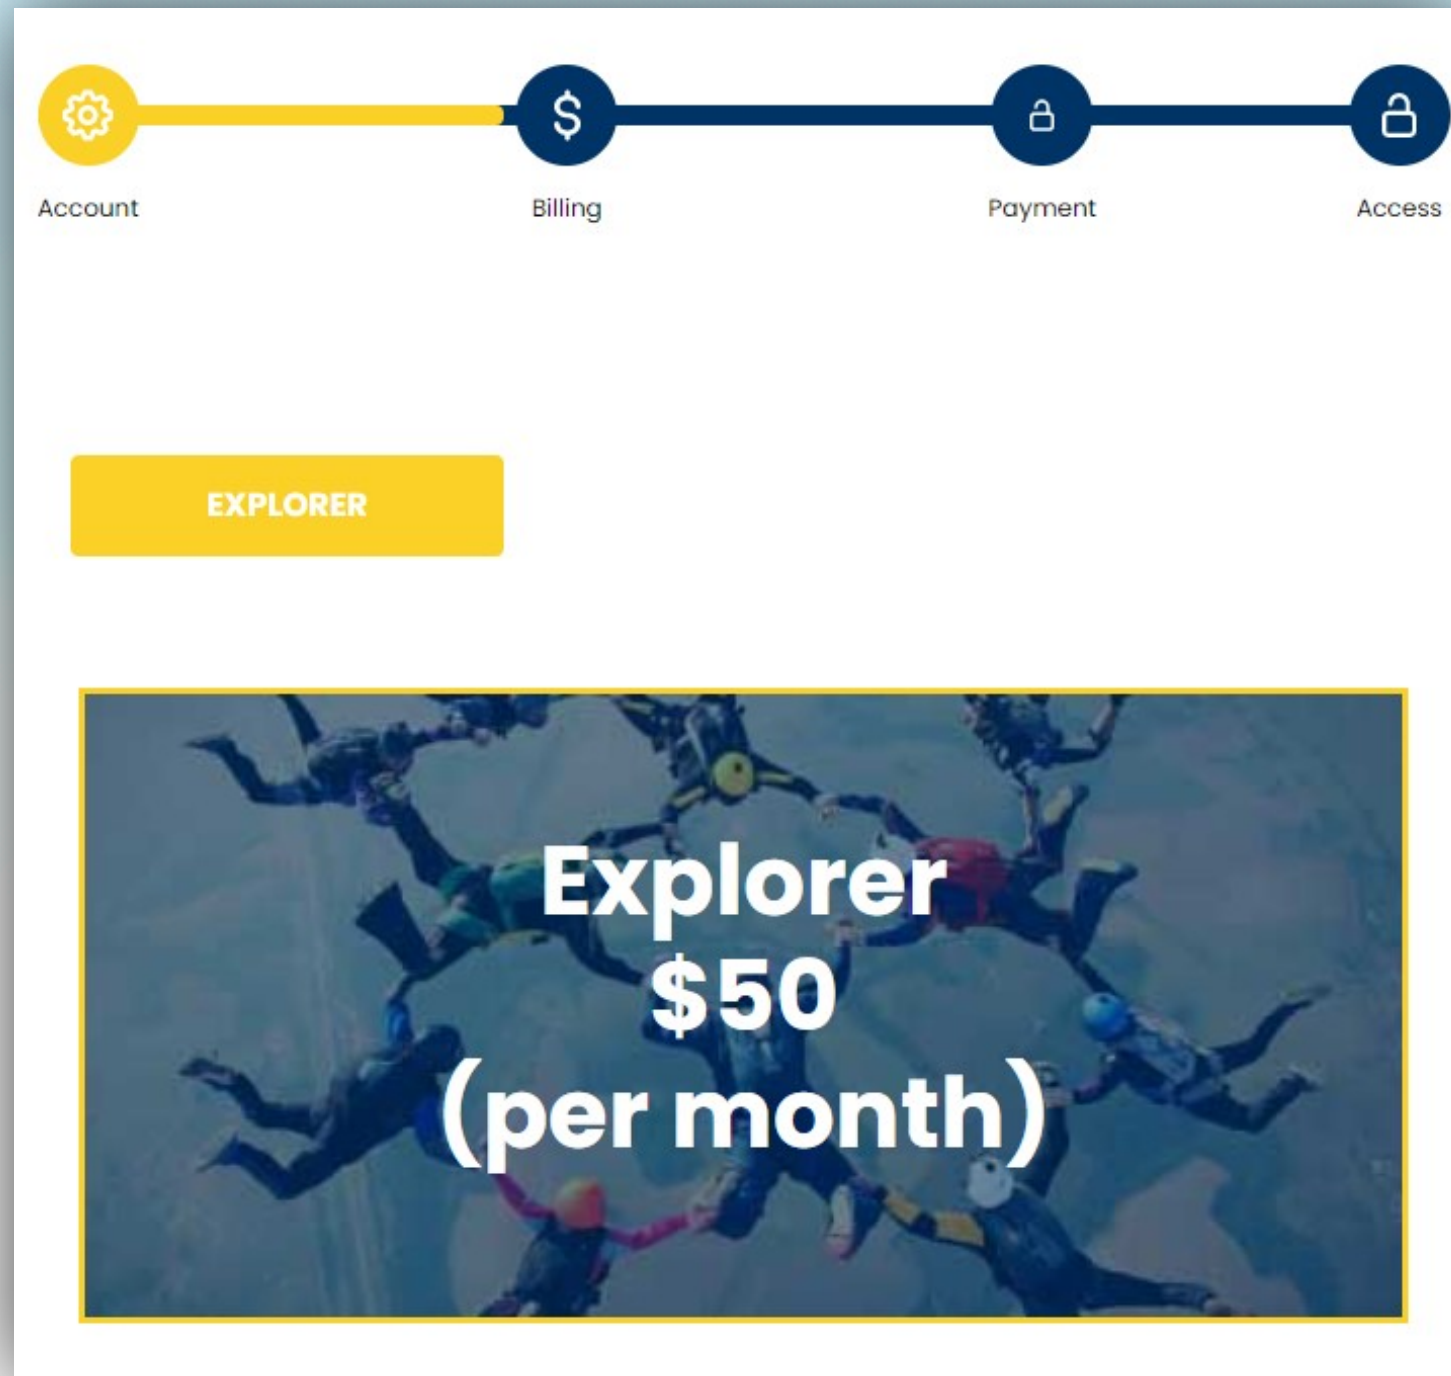 $
Account
Billing
Payment
Access
EXPLORER
Explorer
$50
(per month)